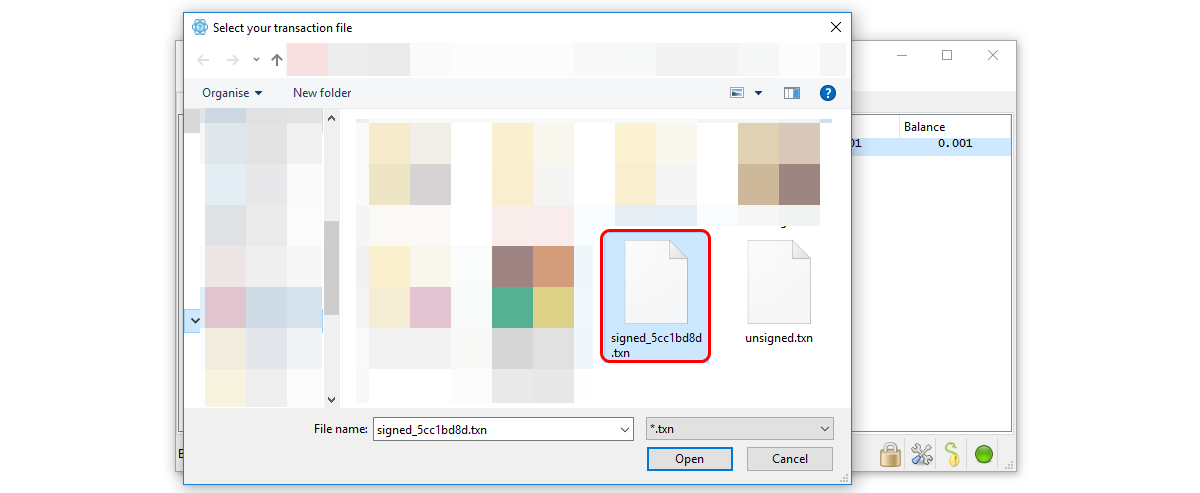 Select your transaction file
Organise
New folder
?
Balance
01 0.001
signed_5cc1bd8d
.txn
unsigned.txn
File name: signed_5cc1bd8d.txn
*.txn
Open
Cancel